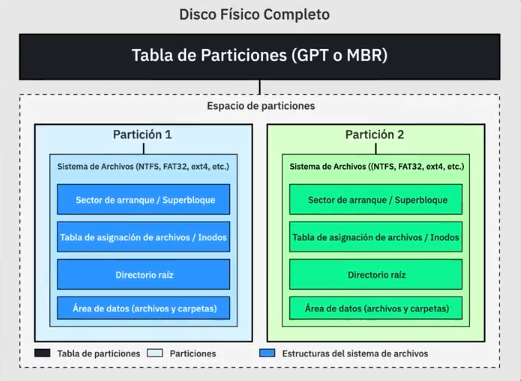 Disco Físico Completo
Tabla de Particiones (GPT o MBR)
Espacio de particiones
Partición 1
Sistema de Archivos (NTFS, FAT32, ext4, etc.)
Sector de arranque / Superbloque
Tabla de asignación de archivos / Inodos
Directorio raíz
Área de datos (archivos y carpetas)
Partición 2
Sistema de Archivos ((NTFS, FAT32, ext4, etc.)
Sector de arranque / Superbloque
Tabla de asignación de archivos / Inodos
Directorio raíz
Área de datos (archivos y carpetas)
Tabla de particiones
Particiones
Estructuras del sistema de archivos